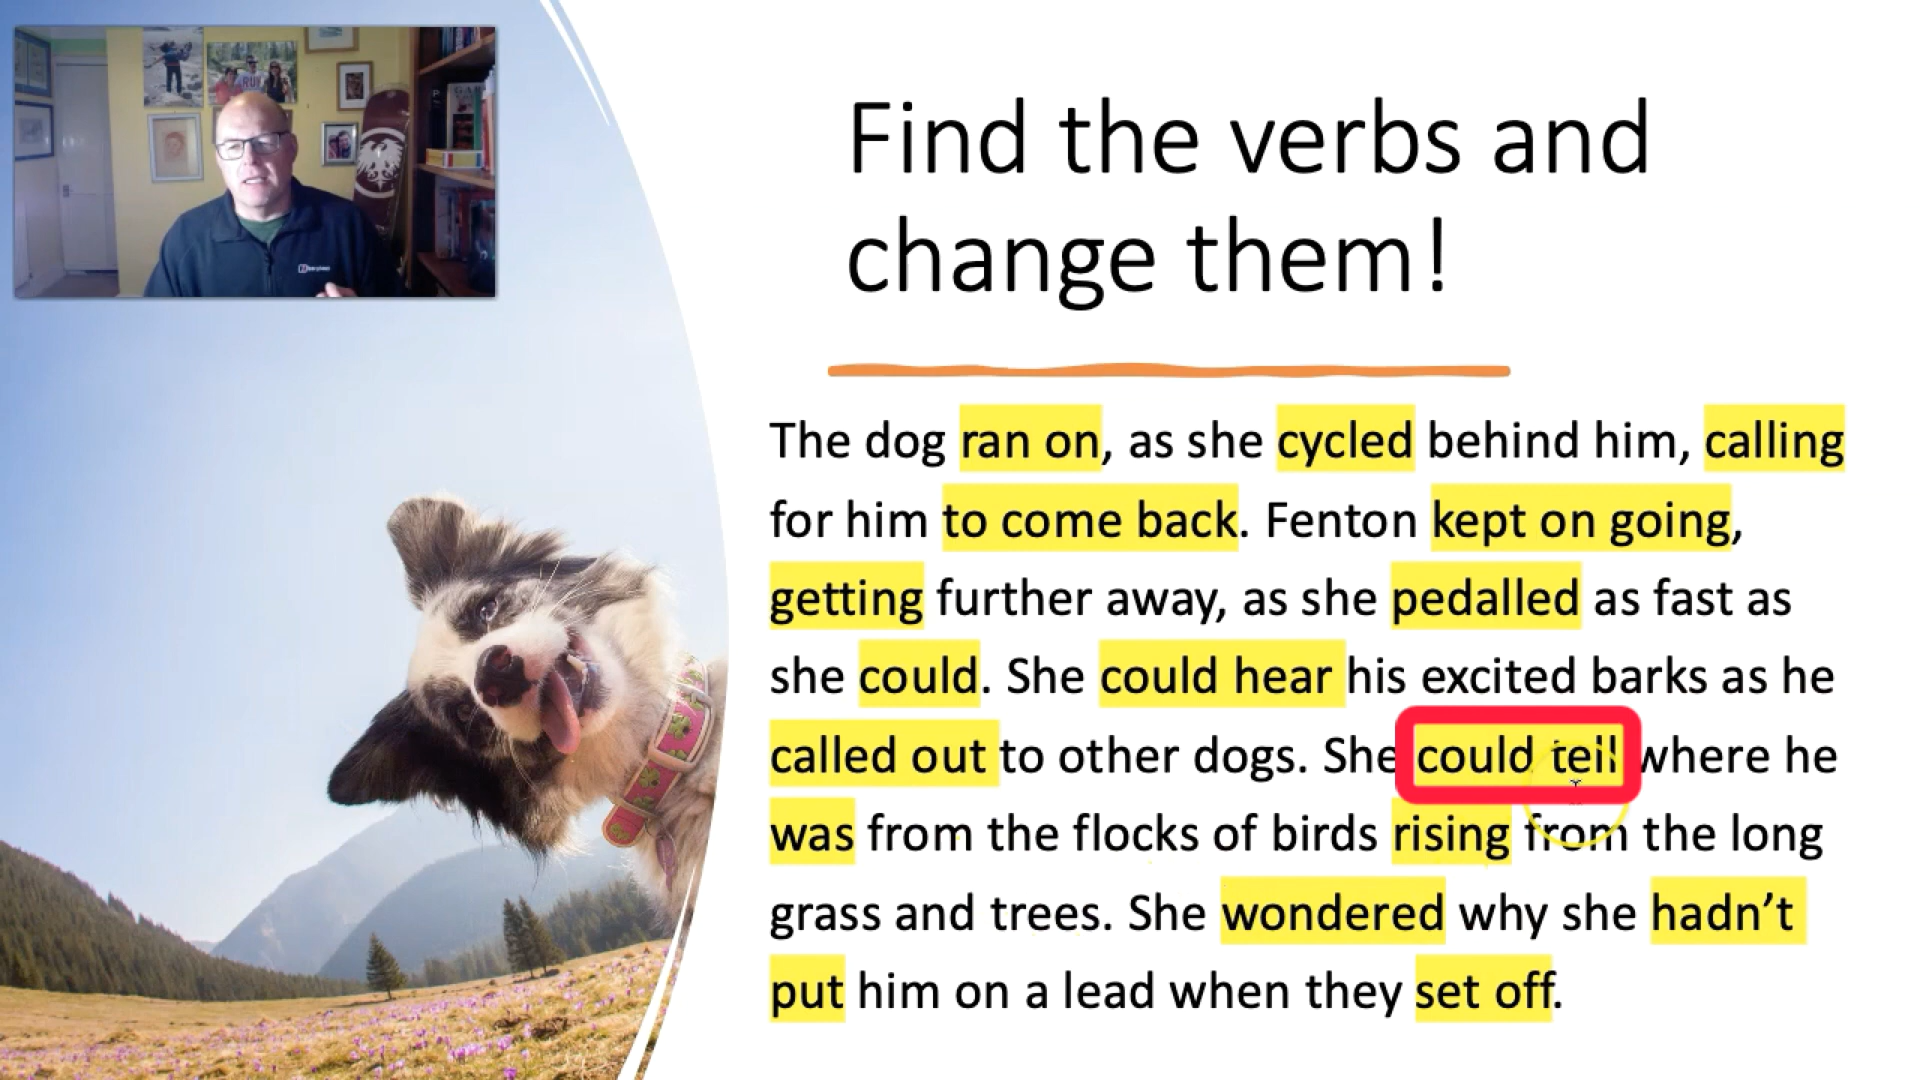 Find the verbs and
change them!
The dog ran on, as she cycled behind him, calling
for him to come back. Fenton kept on going,
getting further away, as she pedalled as fast as
she could. She could hear his excited barks as he
called out to other dogs. She could tell where he
was from the flocks of birds rising from the long
grass and trees. She wondered why she hadn’t
put him on a lead when they set off.